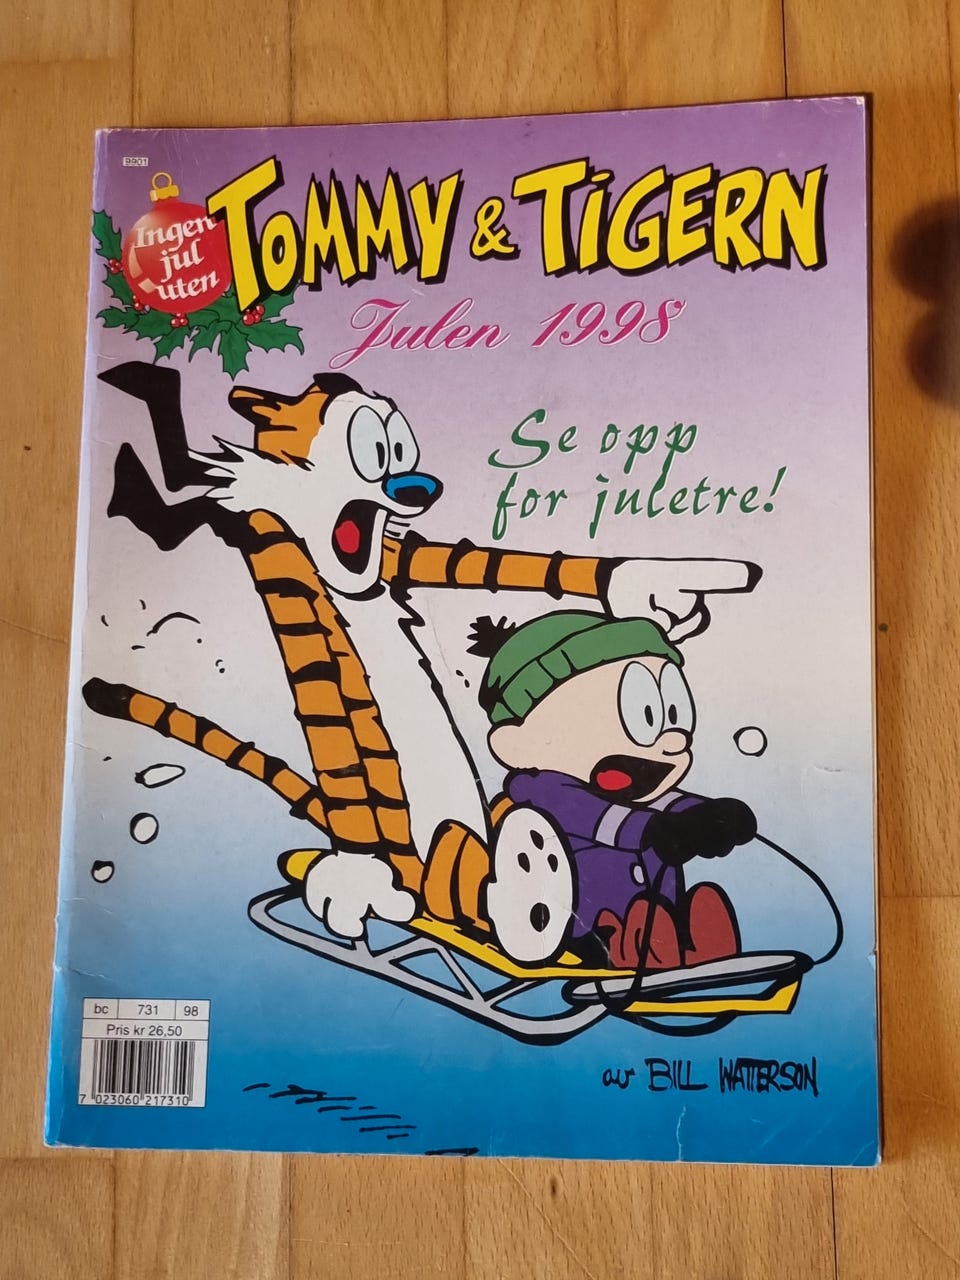 9901
Ingen
jul
uten
TOMMY & TIGERN
Julen 1998
Se opp
for juletre!
bc 731 98
Pris kr 26,50
7 023060 217310
av BILL WATTERSON